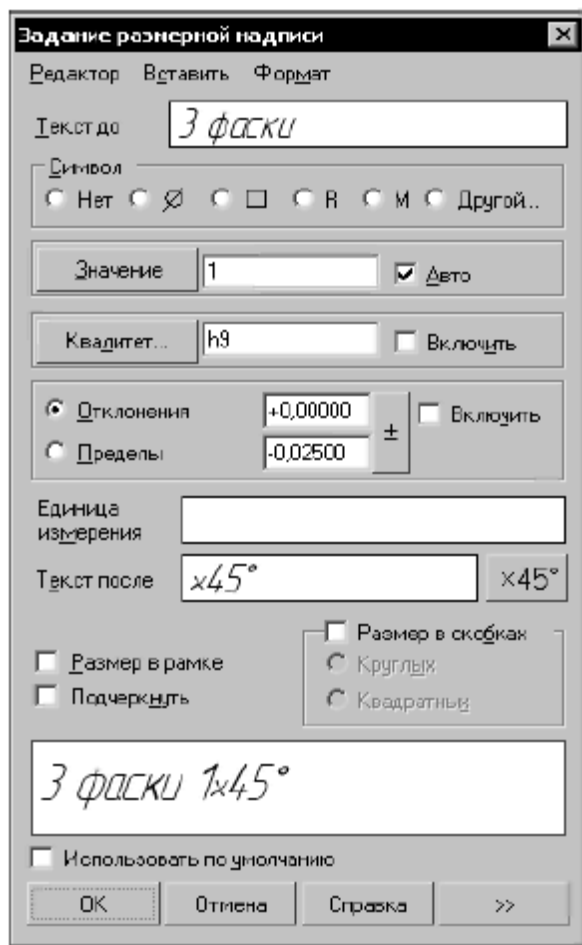 Задание размерной надписи
Редактор Вставить Формат
Текст до 3 фаски
Символ
Нет Ø □ R M Другой...
Значение 1 Авто
Квалитет... h9 Включить
Отклонения +0,00000 ± Включить
Пределы -0,02500
Единица
измерения
Текст после x45° ×45°
Размер в скобках
Размер в рамке Круглых
Подчеркнуть Квадратных
3 фаски 1x45°
Использовать по умолчанию
OK Отмена Справка >>